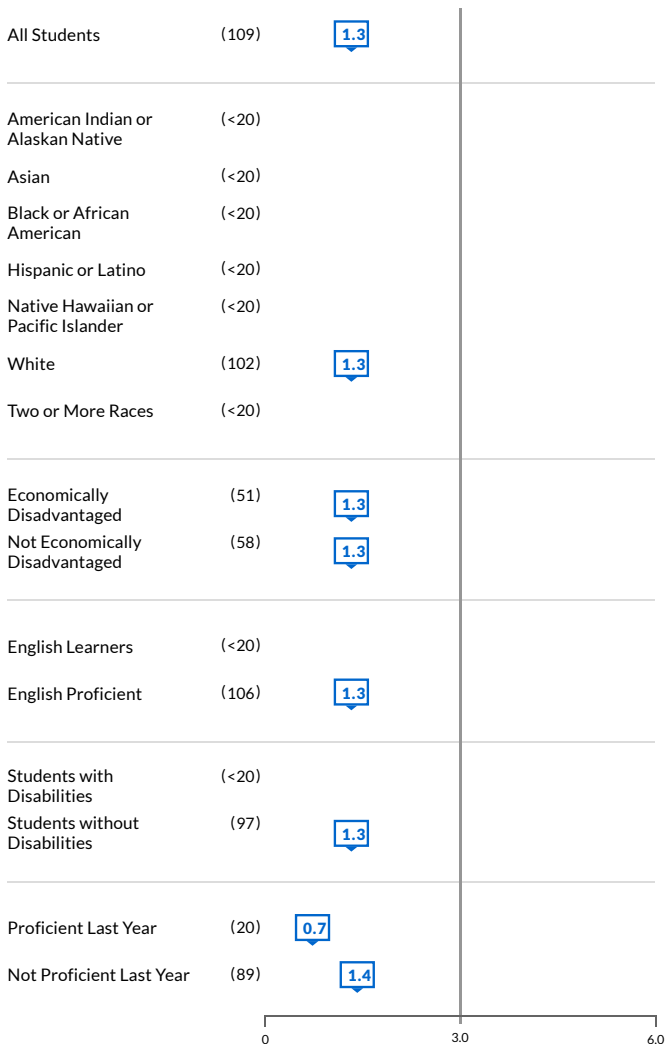 All Students (109) 1.3
American Indian or (<20)
Alaskan Native
Asian (<20)
Black or African (<20)
American
Hispanic or Latino (<20)
Native Hawaiian or (<20)
Pacific Islander
White (102) 1.3
Two or More Races (<20)
Economically (51) 1.3
Disadvantaged
Not Economically (58) 1.3
Disadvantaged
English Learners (<20)
English Proficient (106) 1.3
Students with (<20)
Disabilities
Students without (97) 1.3
Disabilities
Proficient Last Year (20) 0.7
Not Proficient Last Year (89) 1.4
0 3.0 6.0